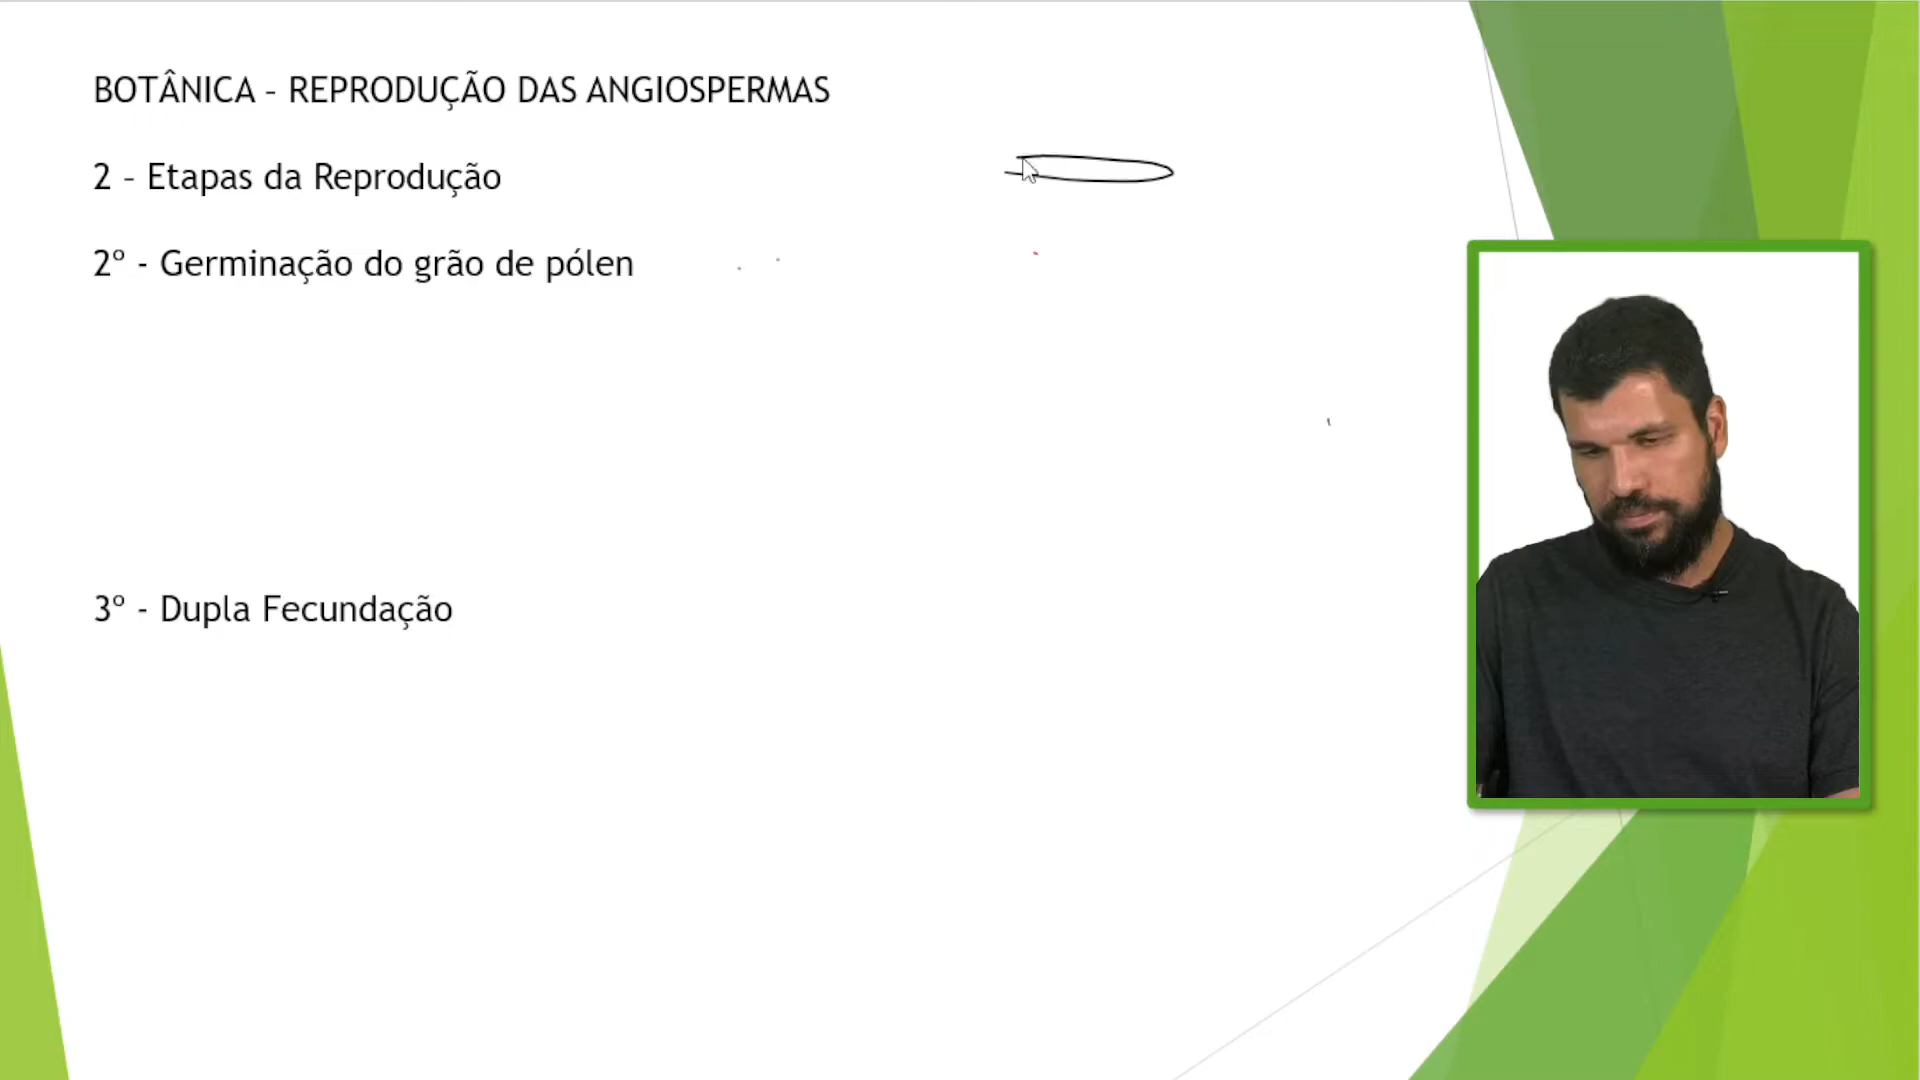 BOTÂNICA – REPRODUÇÃO DAS ANGIOSPERMAS
2 – Etapas da Reprodução
2º - Germinação do grão de pólen
3º - Dupla Fecundação